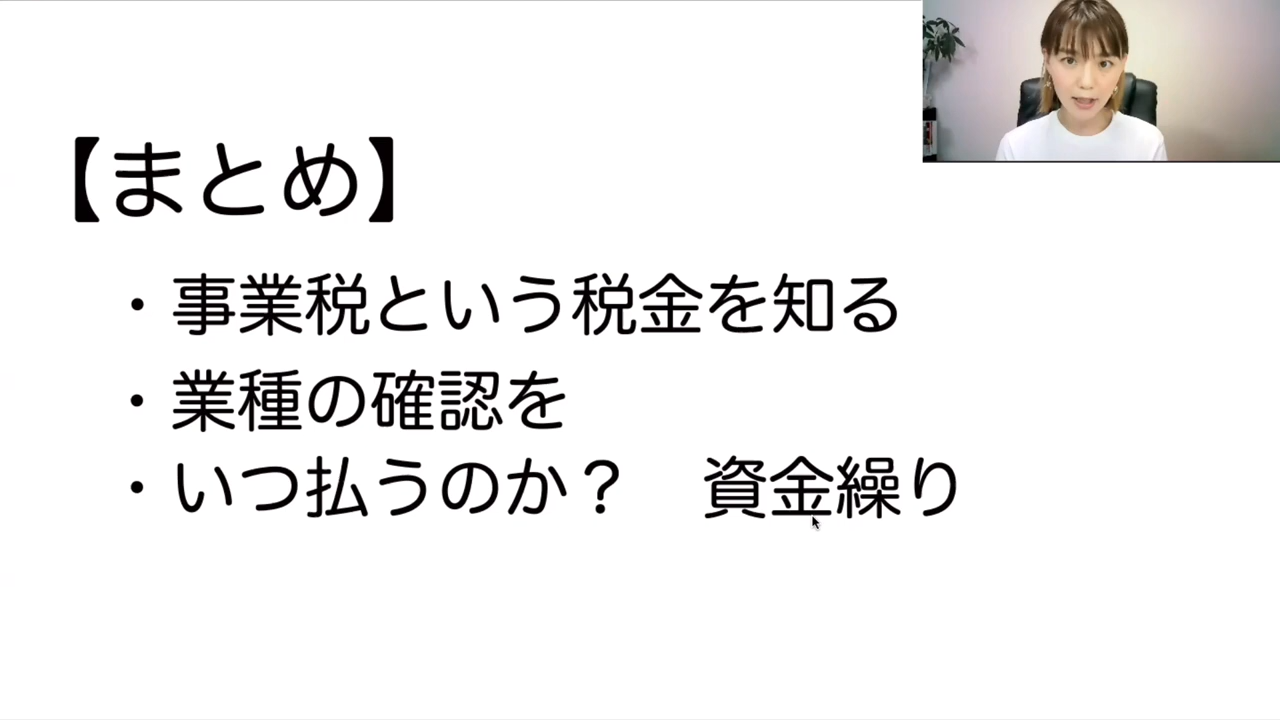 【まとめ】
・事業税という税金を知る
・業種の確認を
・いつ払うのか？　資金繰り